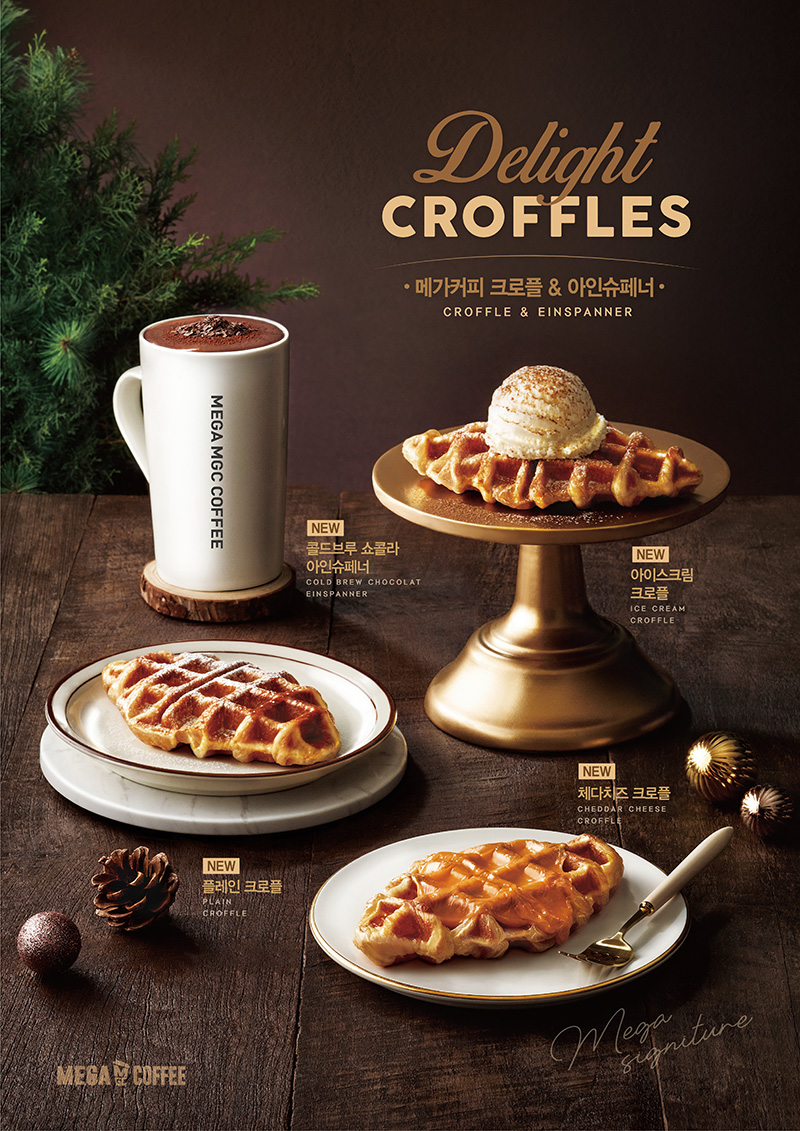 Delight
CROFFLES
• 메가커피 크로플 & 아인슈페너 •
CROFFLE & EINSPANNER
MEGA MGC COFFEE
NEW
콜드브루 쇼콜라
아인슈페너
COLD BREW CHOCOLAT
EINSPANNER
NEW
아이스크림
크로플
ICE CREAM
CROFFLE
NEW
체다치즈 크로플
CHEDDAR CHEESE
CROFFLE
NEW
플레인 크로플
PLAIN
CROFFLE
Mega
signiture
MEGA MGC COFFEE